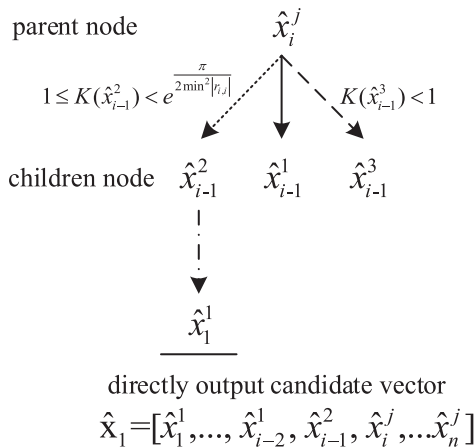 parent node x̂_i^j
1 ≤ K(x̂_{i-1}^2) < e^{π / (2min^2|r_{i,i}|)} K(x̂_{i-1}^3) < 1
children node x̂_{i-1}^2 x̂_{i-1}^1 x̂_{i-1}^3
x̂_1^1
directly output candidate vector
x̂_1=[x̂_1^1,..., x̂_{i-2}^1, x̂_{i-1}^2, x̂_i^j,...x̂_n^j]